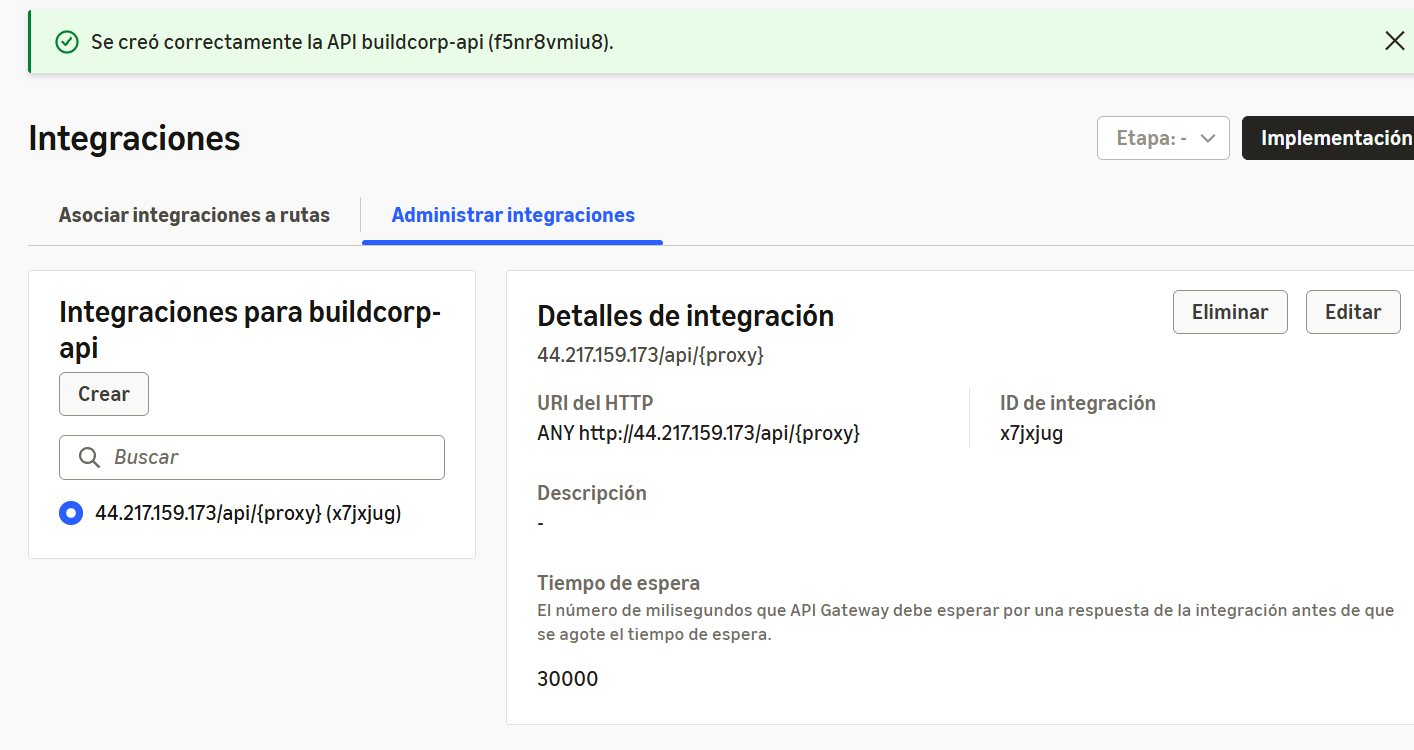 Se creó correctamente la API buildcorp-api (f5nr8vmiu8).
Integraciones
Etapa: -
Implementación
Asociar integraciones a rutas
Administrar integraciones
Integraciones para buildcorp-
api
Crear
Buscar
44.217.159.173/api/{proxy} (x7jxjug)
Detalles de integración
Eliminar
Editar
44.217.159.173/api/{proxy}
URI del HTTP
ANY http://44.217.159.173/api/{proxy}
ID de integración
x7jxjug
Descripción
-
Tiempo de espera
El número de milisegundos que API Gateway debe esperar por una respuesta de la integración antes de que
se agote el tiempo de espera.
30000